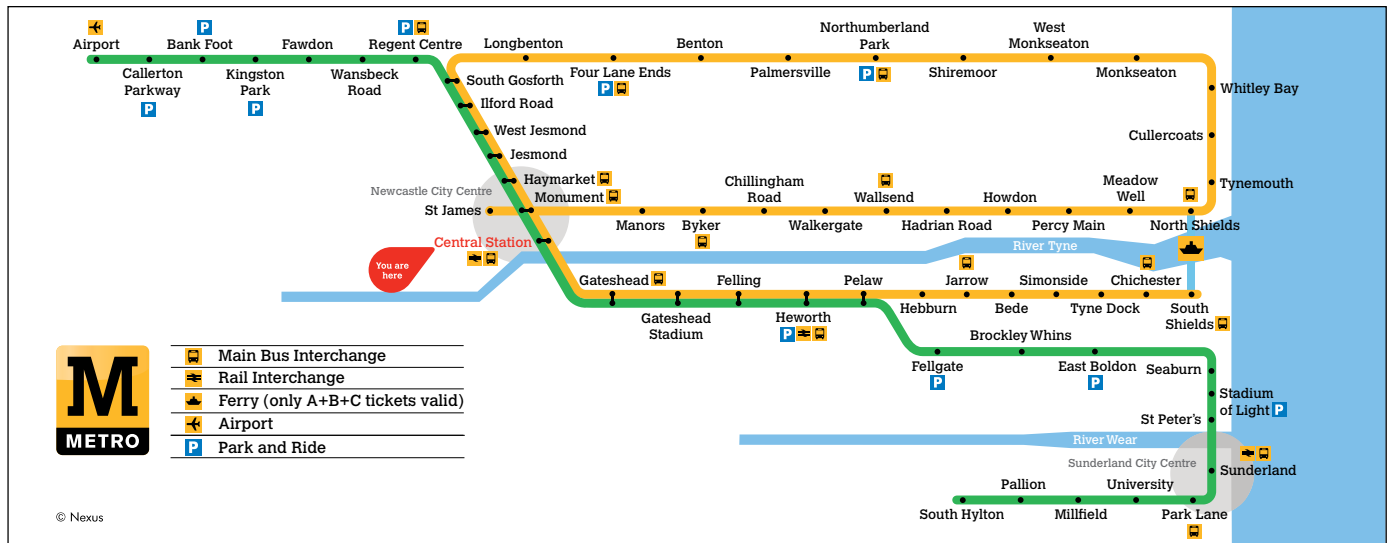 Airport
Callerton
Parkway
P
P
Bank Foot
Kingston
Park
P
Fawdon
Wansbeck
Road
P
Regent Centre
Longbenton
Four Lane Ends
P
Benton
Palmersville
Northumberland
Park
P
Shiremoor
West
Monkseaton
Monkseaton
Whitley Bay
Cullercoats
Tynemouth
South Gosforth
Ilford Road
West Jesmond
Jesmond
Haymarket
Newcastle City Centre
Monument
St James
Manors
Byker
Chillingham
Road
Walkergate
Wallsend
Hadrian Road
Howdon
Percy Main
Meadow
Well
North Shields
Central Station
You are
here
River Tyne
Gateshead
Gateshead
Stadium
Felling
Heworth
P
Pelaw
Hebburn
Jarrow
Bede
Simonside
Tyne Dock
Chichester
South
Shields
Fellgate
P
Brockley Whins
East Boldon
P
Seaburn
Stadium
of Light P
St Peter's
River Wear
Sunderland City Centre
Sunderland
Park Lane
University
Millfield
Pallion
South Hylton
M
METRO
Main Bus Interchange
Rail Interchange
Ferry (only A+B+C tickets valid)
Airport
P Park and Ride
© Nexus